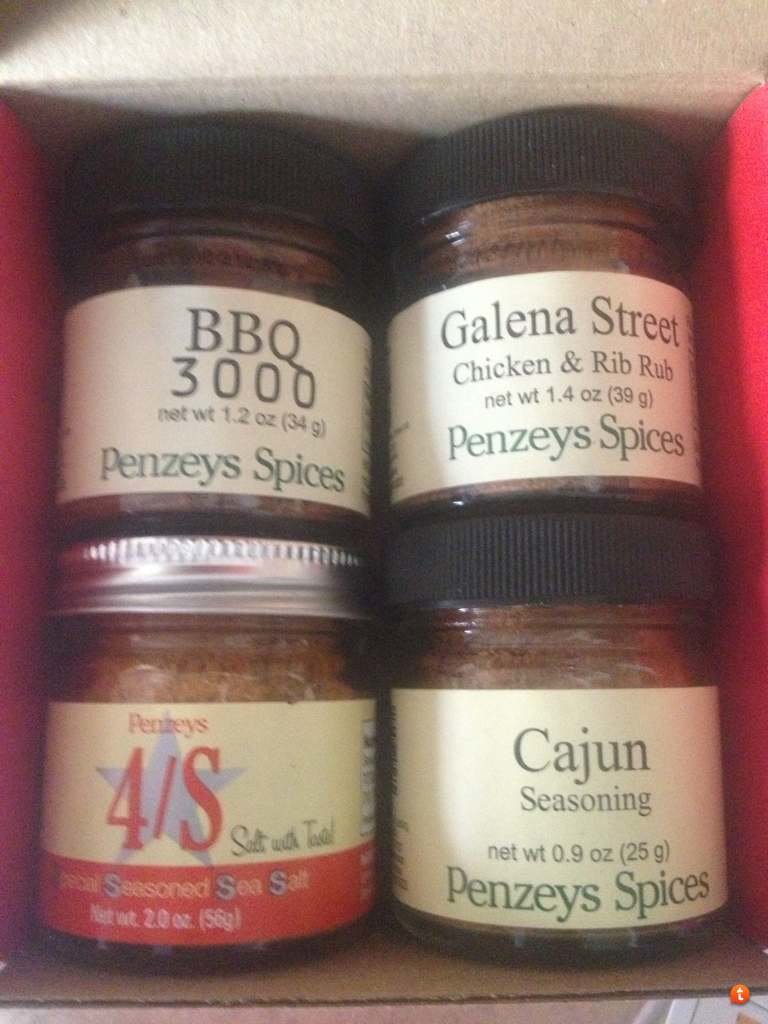 BBQ
3000
net wt 1.2 oz (34 g)
Penzeys Spices
Galena Street
Chicken & Rib Rub
net wt 1.4 oz (39 g)
Penzeys Spices
Penzeys
4/S
Salt with Taste!
Seasoned Sea Salt
Net wt. 2.0 oz. (56g)
Cajun
Seasoning
net wt 0.9 oz (25 g)
Penzeys Spices
t